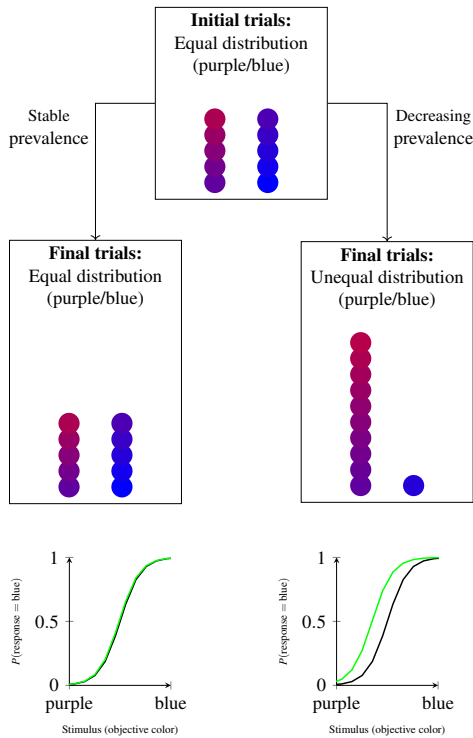 Initial trials:
Equal distribution
(purple/blue)
Stable
prevalence
Decreasing
prevalence
Final trials:
Equal distribution
(purple/blue)
Final trials:
Unequal distribution
(purple/blue)
P(response = blue)
1
0.5
0
purple
blue
Stimulus (objective color)
P(response = blue)
1
0.5
0
purple
blue
Stimulus (objective color)